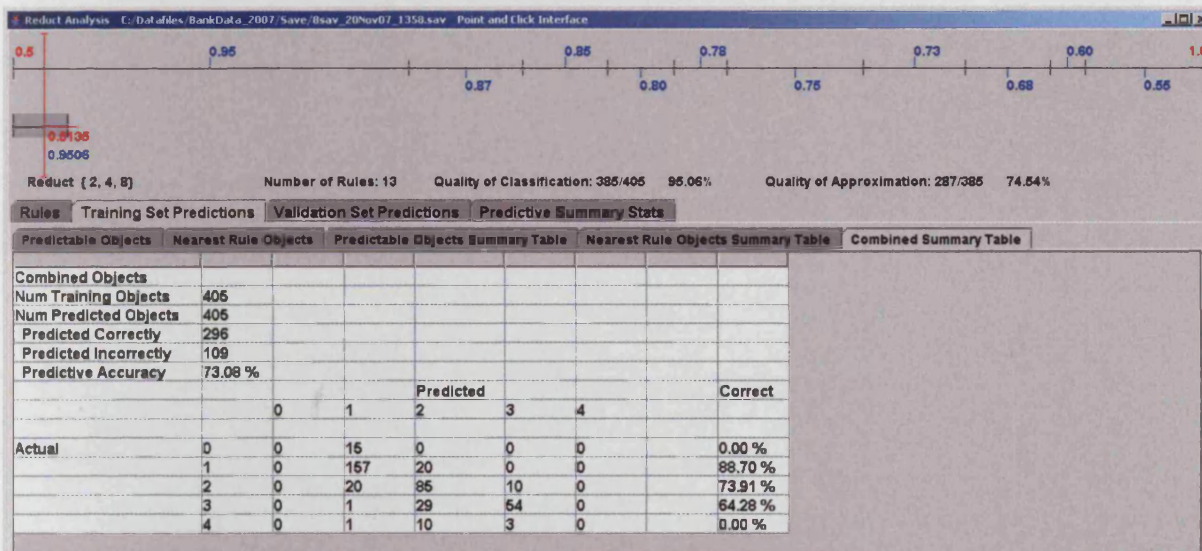 Reduct Analysis E:/Datafiles/BankData_2007/Save/8sav_20Nov07_1358.sav Point and Click Interface
0.5 0.95 0.85 0.78 0.73 0.60 1.0
0.87 0.80 0.75 0.68 0.55
0.5135
0.9506
Reduct {2, 4, 8} Number of Rules: 13 Quality of Classification: 385/405 95.06% Quality of Approximation: 287/385 74.54%
Rules Training Set Predictions Validation Set Predictions Predictive Summary Stats
Predictable Objects Nearest Rule Objects Predictable Objects Summary Table Nearest Rule Objects Summary Table Combined Summary Table
Combined Objects
Num Training Objects 405
Num Predicted Objects 405
Predicted Correctly 296
Predicted Incorrectly 109
Predictive Accuracy 73.08 %
Predicted Correct
0 1 2 3 4
Actual 0 0 15 0 0 0 0.00 %
1 0 157 20 0 0 88.70 %
2 0 20 85 10 0 73.91 %
3 0 1 29 54 0 64.28 %
4 0 1 10 3 0 0.00 %